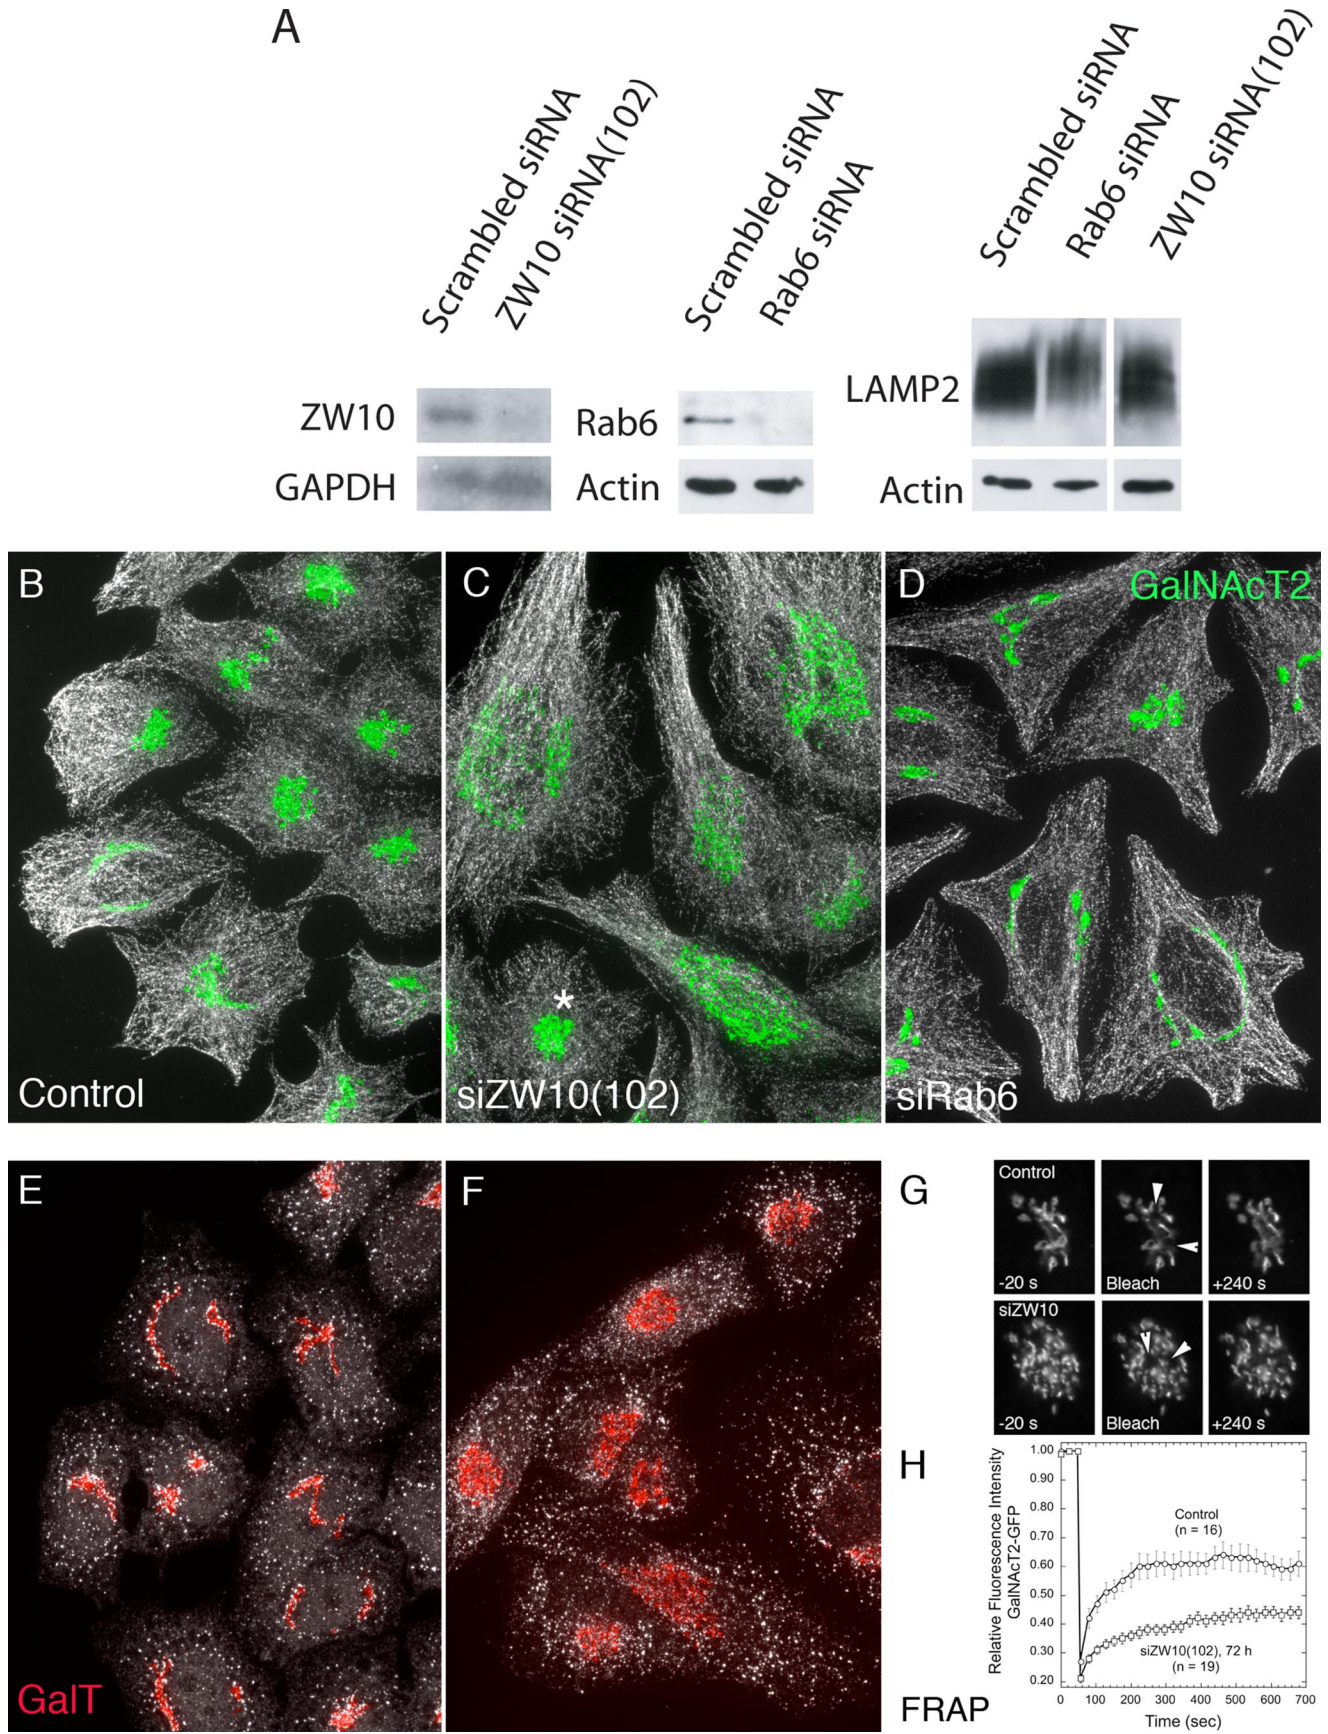 A
Scrambled siRNA
ZW10 siRNA(102)
Scrambled siRNA
Rab6 siRNA
Scrambled siRNA
Rab6 siRNA
ZW10 siRNA(102)
ZW10
GAPDH
Rab6
Actin
LAMP2
Actin
B
Control
C
*
siZW10(102)
D
GalNAcT2
siRab6
E
GalT
F
G
Control
-20 s
Bleach
+240 s
siZW10
-20 s
Bleach
+240 s
H
Relative Fluorescence Intensity
GalNAcT2-GFP
1.00
0.90
0.80
0.70
0.60
0.50
0.40
0.30
0.20
Control
(n = 16)
siZW10(102), 72 h
(n = 19)
0 100 200 300 400 500 600 700
Time (sec)
FRAP